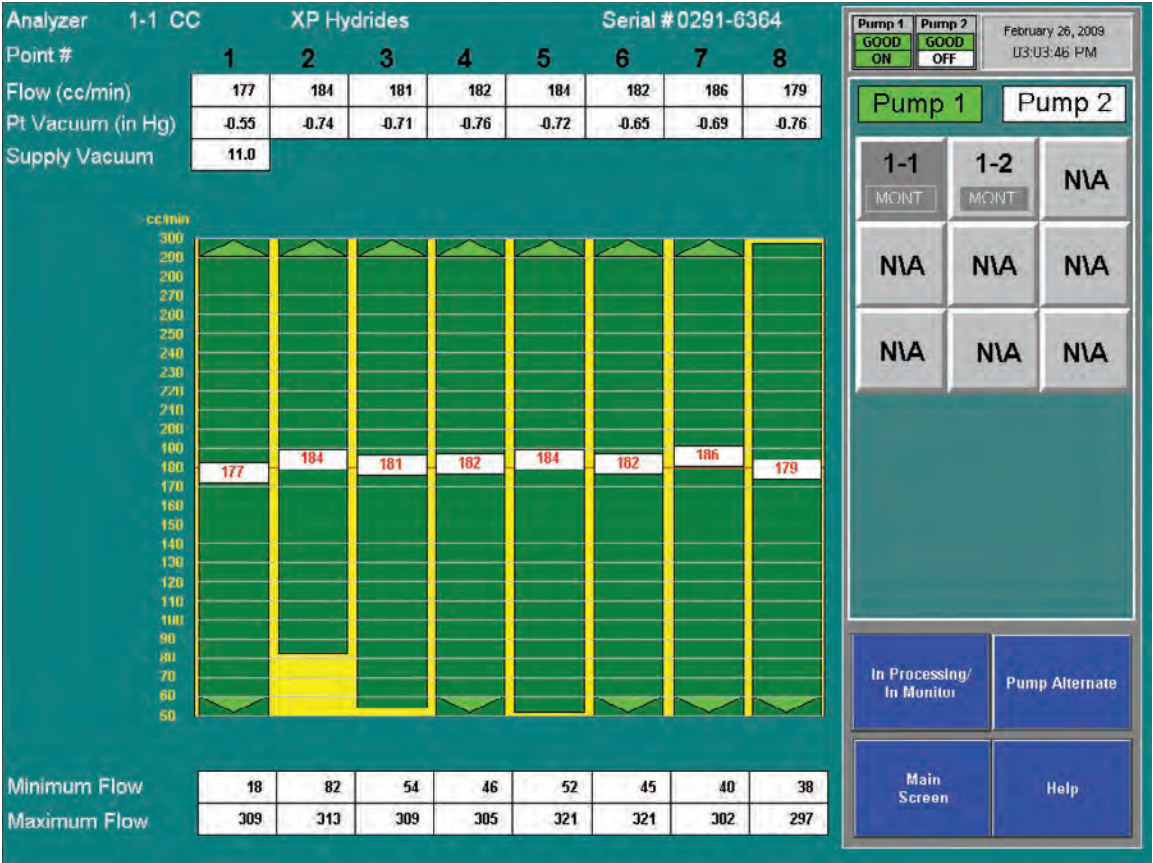 Analyzer 1-1 CC XP Hydrides Serial # 0291-6364
Point # 1 2 3 4 5 6 7 8
Flow (cc/min) 177 184 181 182 184 182 186 179
Pt Vacuum (in Hg) -0.55 -0.74 -0.71 -0.76 -0.72 -0.65 -0.69 -0.76
Supply Vacuum 11.0
cc/min
300
290
280
270
260
250
240
230
220
210
200
190
180
170
160
150
140
130
120
110
100
90
80
70
60
50
177 184 181 182 184 182 186 179
Minimum Flow 18 82 54 46 52 45 40 38
Maximum Flow 309 313 309 305 321 321 302 297
Pump 1 Pump 2
GOOD GOOD
ON OFF
February 26, 2009
03:03:46 PM
Pump 1 Pump 2
1-1 1-2 N\A
MONT MONT
N\A N\A N\A
N\A N\A N\A
In Processing/
In Monitor
Pump Alternate
Main
Screen
Help